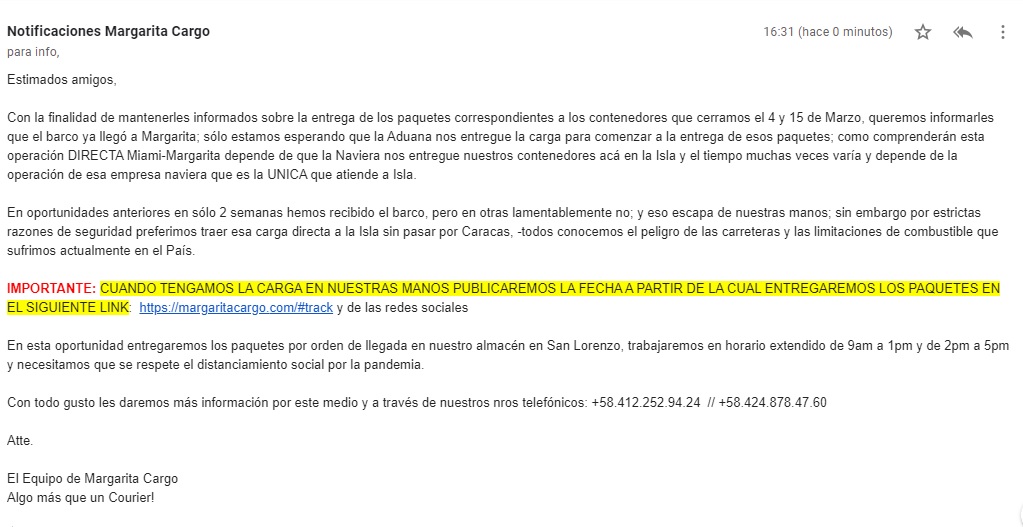 Notificaciones Margarita Cargo
16:31 (hace 0 minutos)
para info,
Estimados amigos,
Con la finalidad de mantenerles informados sobre la entrega de los paquetes correspondientes a los contenedores que cerramos el 4 y 15 de Marzo, queremos informarles
que el barco ya llegó a Margarita; sólo estamos esperando que la Aduana nos entregue la carga para comenzar a la entrega de esos paquetes; como comprenderán esta
operación DIRECTA Miami-Margarita depende de que la Naviera nos entregue nuestros contenedores acá en la Isla y el tiempo muchas veces varía y depende de la
operación de esa empresa naviera que es la UNICA que atiende a Isla.
En oportunidades anteriores en sólo 2 semanas hemos recibido el barco, pero en otras lamentablemente no; y eso escapa de nuestras manos; sin embargo por estrictas
razones de seguridad preferimos traer esa carga directa a la Isla sin pasar por Caracas, -todos conocemos el peligro de las carreteras y las limitaciones de combustible que
sufrimos actualmente en el País.
IMPORTANTE: CUANDO TENGAMOS LA CARGA EN NUESTRAS MANOS PUBLICAREMOS LA FECHA A PARTIR DE LA CUAL ENTREGAREMOS LOS PAQUETES EN
EL SIGUIENTE LINK: https://margaritacargo.com/#track y de las redes sociales
En esta oportunidad entregaremos los paquetes por orden de llegada en nuestro almacén en San Lorenzo, trabajaremos en horario extendido de 9am a 1pm y de 2pm a 5pm
y necesitamos que se respete el distanciamiento social por la pandemia.
Con todo gusto les daremos más información por este medio y a través de nuestros nros telefónicos: +58.412.252.94.24 // +58.424.878.47.60
Atte.
El Equipo de Margarita Cargo
Algo más que un Courier!